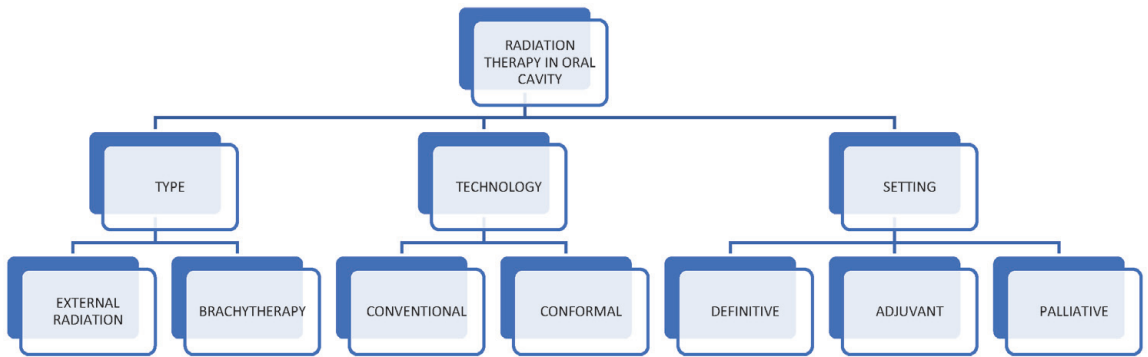 RADIATION
THERAPY IN ORAL
CAVITY
TYPE
TECHNOLOGY
SETTING
EXTERNAL
RADIATION
BRACHYTHERAPY
CONVENTIONAL
CONFORMAL
DEFINITIVE
ADJUVANT
PALLIATIVE